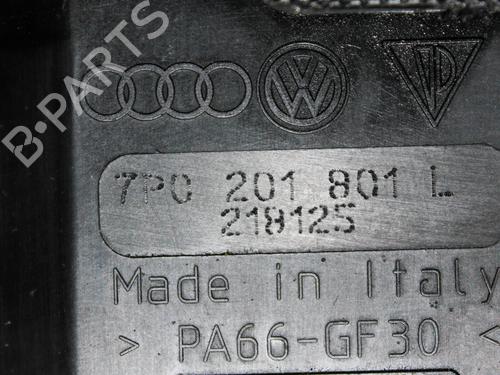 B-PARTS
7P0 201 801 L
218125
Made in Italy
> PA66-GF30 <